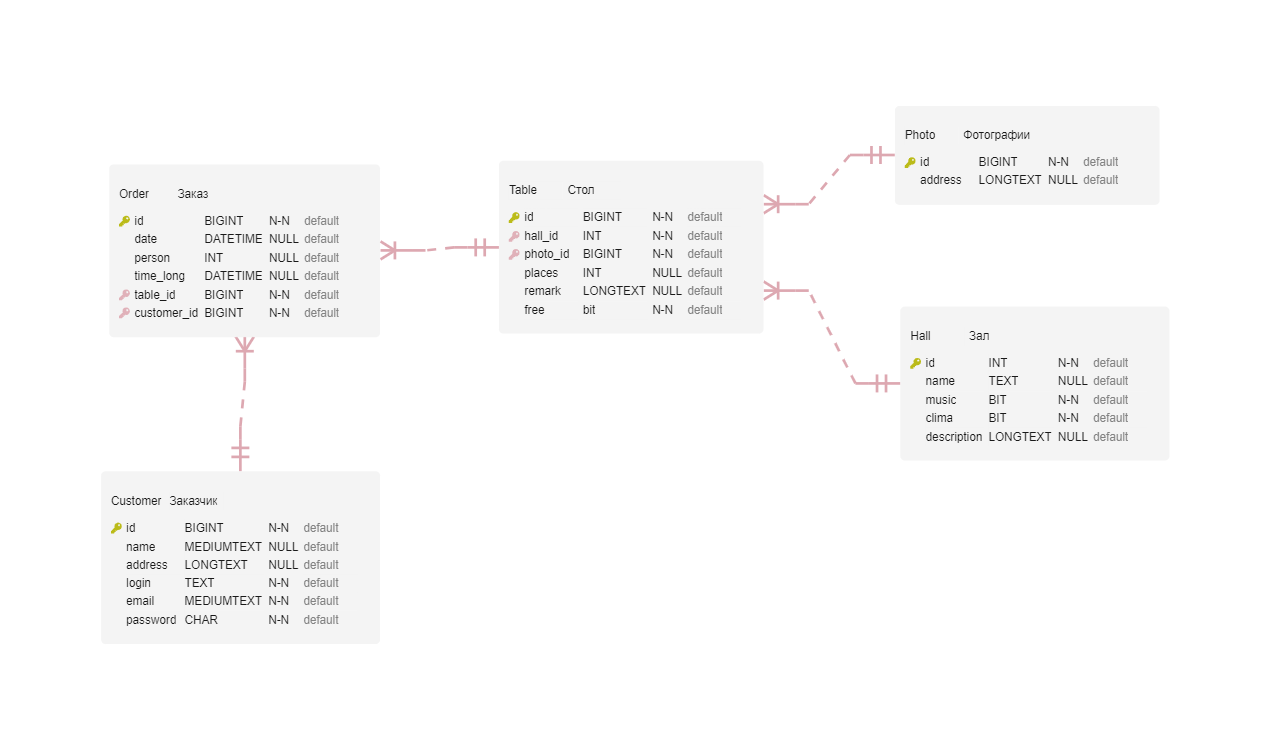 Order Заказ
id BIGINT N-N default
date DATETIME NULL default
person INT NULL default
time_long DATETIME NULL default
table_id BIGINT N-N default
customer_id BIGINT N-N default
Table Стол
id BIGINT N-N default
hall_id INT N-N default
photo_id BIGINT N-N default
places INT NULL default
remark LONGTEXT NULL default
free bit N-N default
Photo Фотографии
id BIGINT N-N default
address LONGTEXT NULL default
Hall Зал
id INT N-N default
name TEXT NULL default
music BIT N-N default
clima BIT N-N default
description LONGTEXT NULL default
Customer Заказчик
id BIGINT N-N default
name MEDIUMTEXT NULL default
address LONGTEXT NULL default
login TEXT N-N default
email MEDIUMTEXT N-N default
password CHAR N-N default